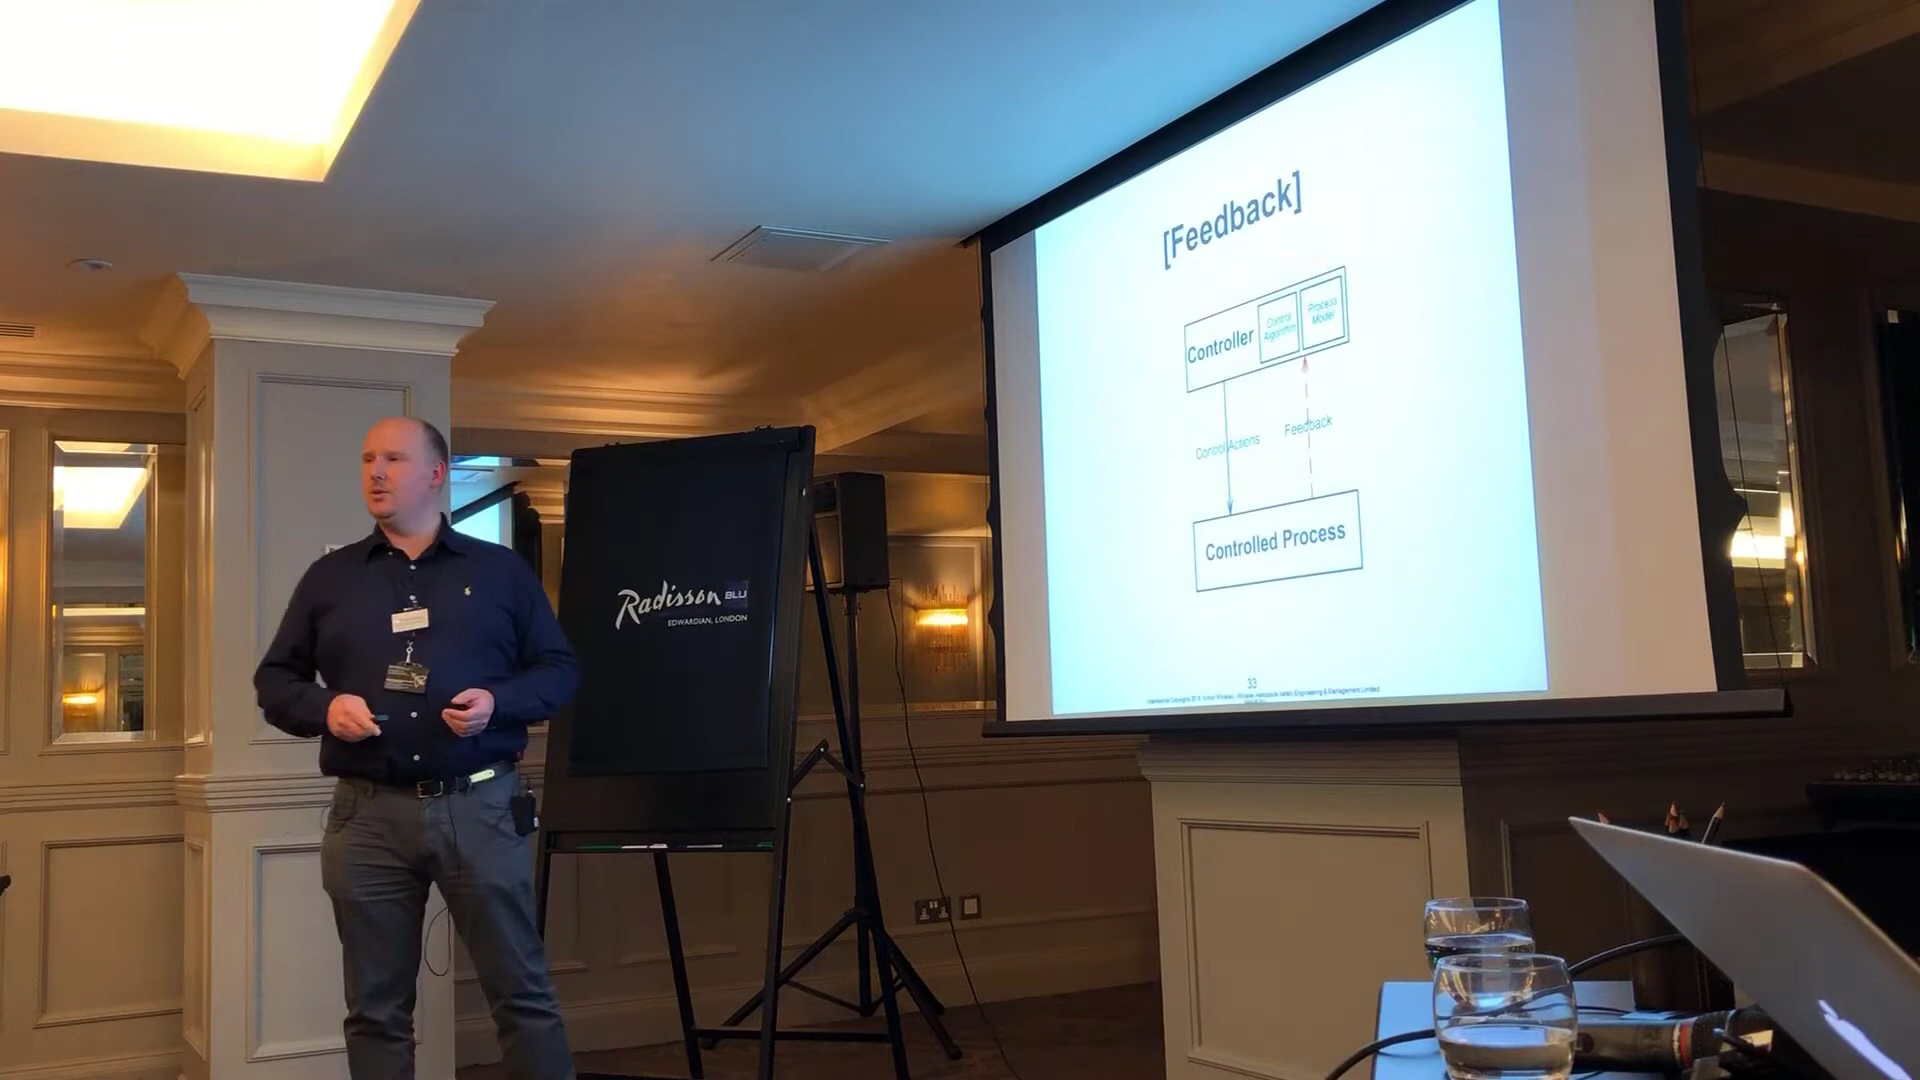 [Feedback]
Controller
Control
Algorithm
Process
Model
Control Actions
Feedback
Controlled Process
33
Radisson BLU
EDWARDIAN, LONDON